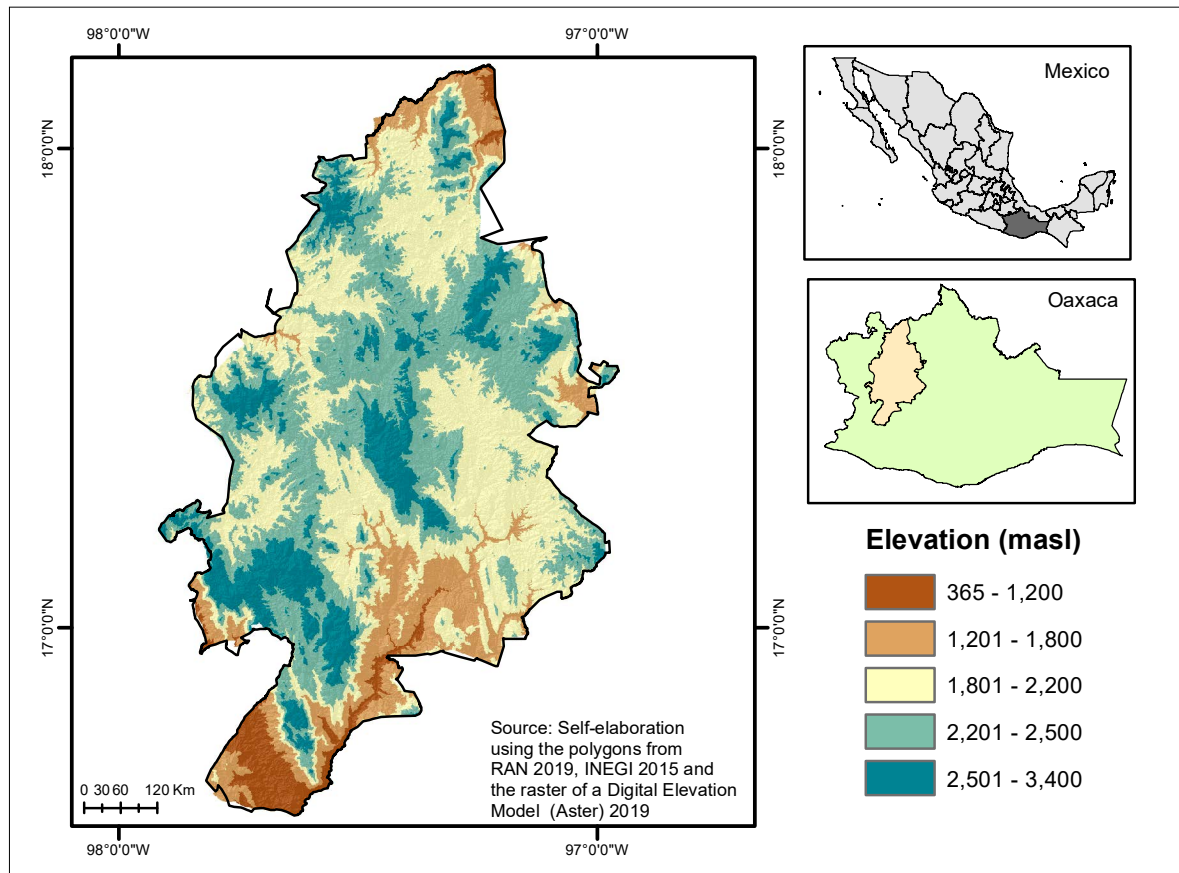 98°0'0"W
97°0'0"W
Mexico
18°0'0"N
18°0'0"N
Oaxaca
Elevation (masl)
365 - 1,200
1,201 - 1,800
1,801 - 2,200
2,201 - 2,500
2,501 - 3,400
17°0'0"N
17°0'0"N
Source: Self-elaboration
using the polygons from
RAN 2019, INEGI 2015 and
the raster of a Digital Elevation
Model (Aster) 2019
0 30 60 120 Km
98°0'0"W
97°0'0"W